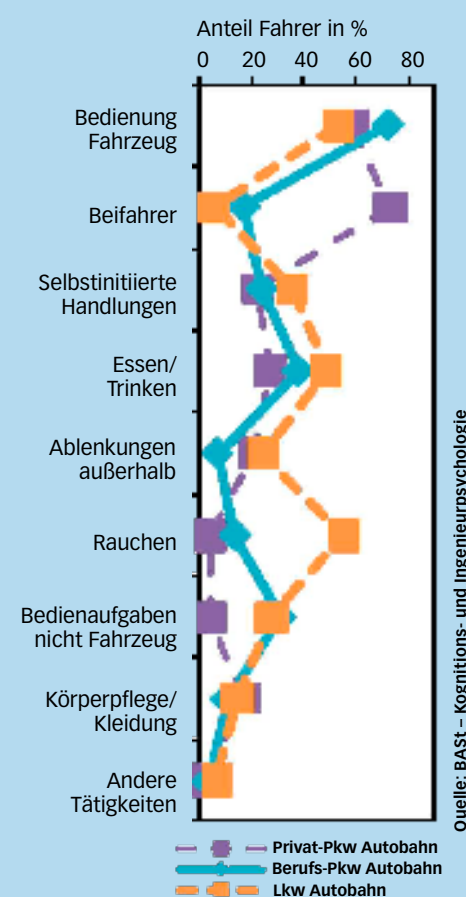 Anteil Fahrer in %
0 20 40 60 80
Bedienung
Fahrzeug
Beifahrer
Selbstinitiierte
Handlungen
Essen/
Trinken
Ablenkungen
außerhalb
Rauchen
Bedienaufgaben
nicht Fahrzeug
Körperpflege/
Kleidung
Andere
Tätigkeiten
Quelle: BASt – Kognitions- und Ingenieurpsychologie
Privat-Pkw Autobahn
Berufs-Pkw Autobahn
Lkw Autobahn